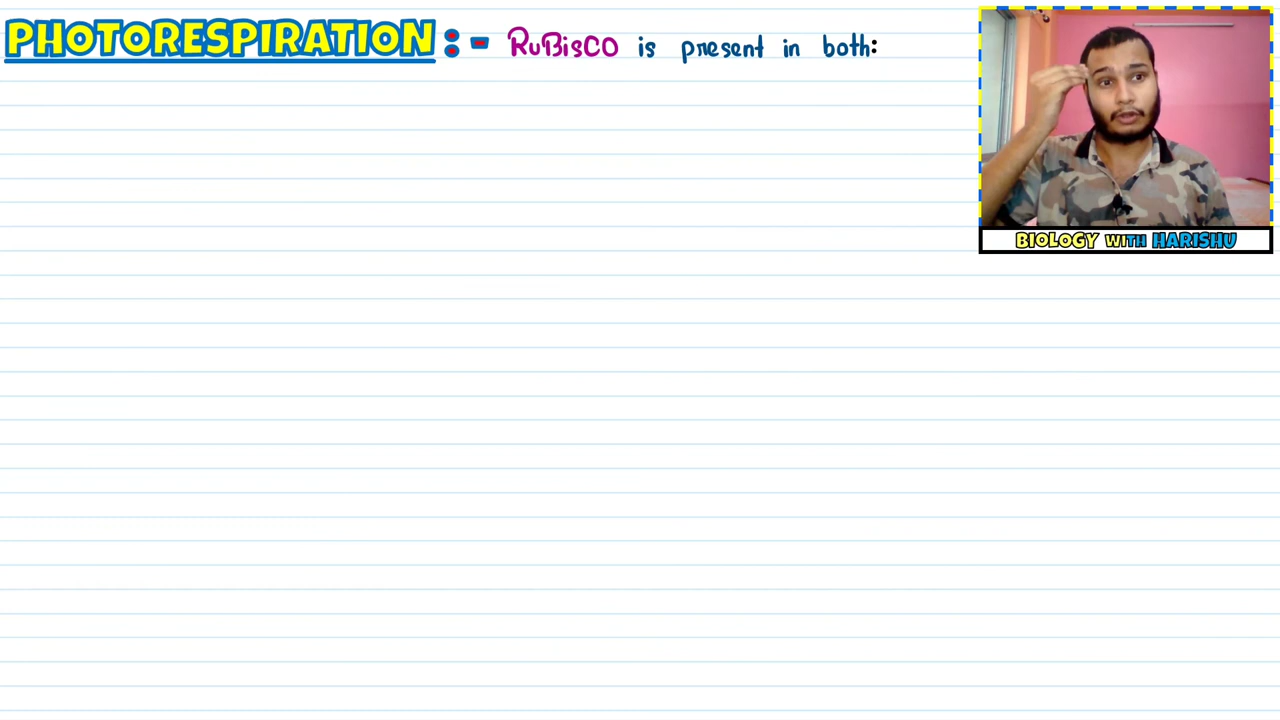 PHOTORESPIRATION :- RuBisCO is present in both:
BIOLOGY WITH HARISHU